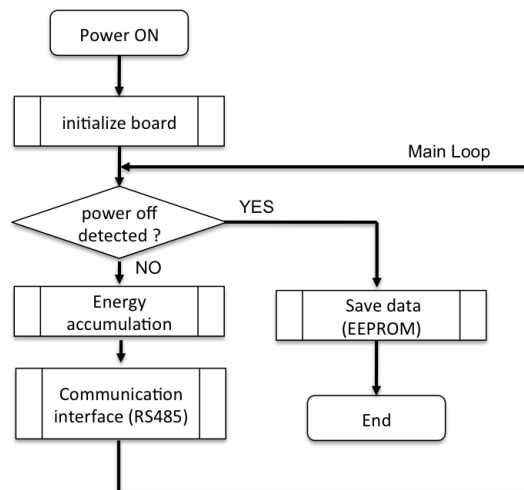 Power ON
initialize board
Main Loop
power off
detected ?
YES
NO
Energy
accumulation
Save data
(EEPROM)
Communication
interface (RS485)
End